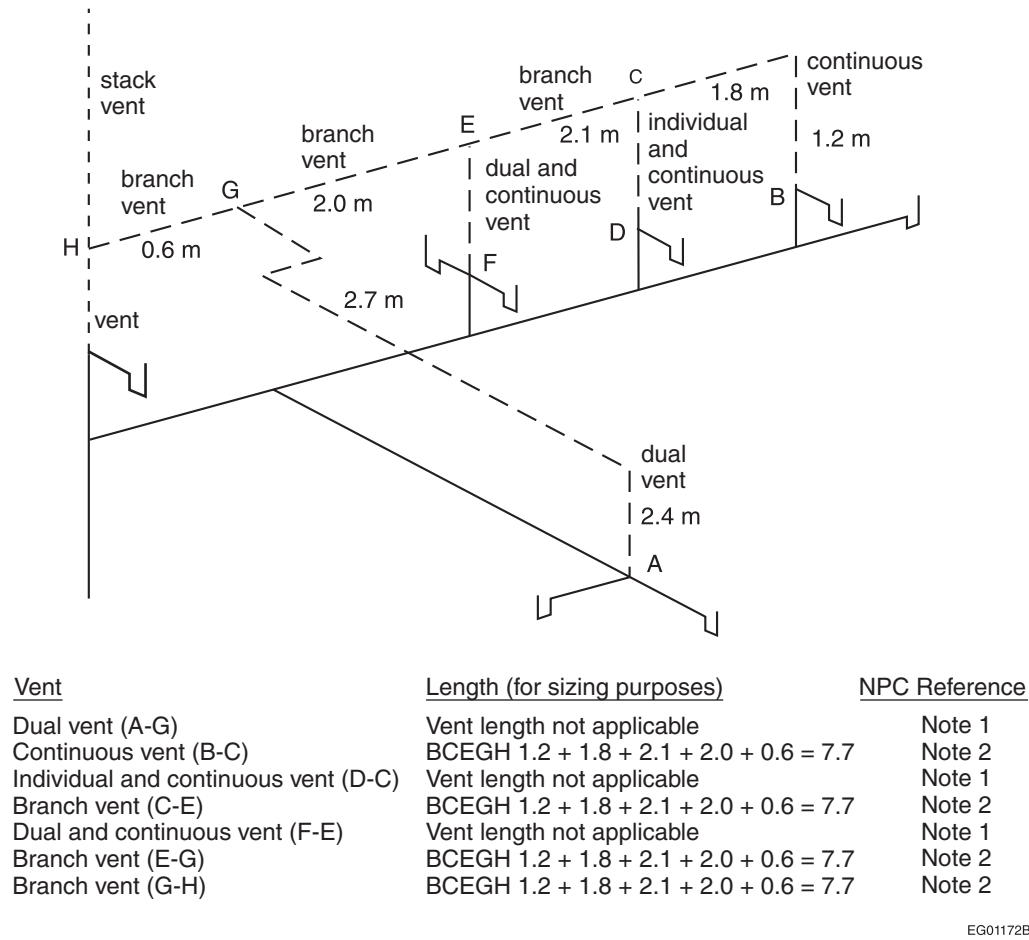 stack
vent
branch
vent
C
continuous
vent
1.8 m
E
2.1 m
individual
and
continuous
vent
1.2 m
branch
vent
branch
vent
G
2.0 m
dual and
continuous
vent
B
D
H
0.6 m
F
2.7 m
vent
dual
vent
2.4 m
A
Vent Length (for sizing purposes) NPC Reference
Dual vent (A-G) Vent length not applicable Note 1
Continuous vent (B-C) BCEGH 1.2 + 1.8 + 2.1 + 2.0 + 0.6 = 7.7 Note 2
Individual and continuous vent (D-C) Vent length not applicable Note 1
Branch vent (C-E) BCEGH 1.2 + 1.8 + 2.1 + 2.0 + 0.6 = 7.7 Note 2
Dual and continuous vent (F-E) Vent length not applicable Note 1
Branch vent (E-G) BCEGH 1.2 + 1.8 + 2.1 + 2.0 + 0.6 = 7.7 Note 2
Branch vent (G-H) BCEGH 1.2 + 1.8 + 2.1 + 2.0 + 0.6 = 7.7 Note 2
EG01172B